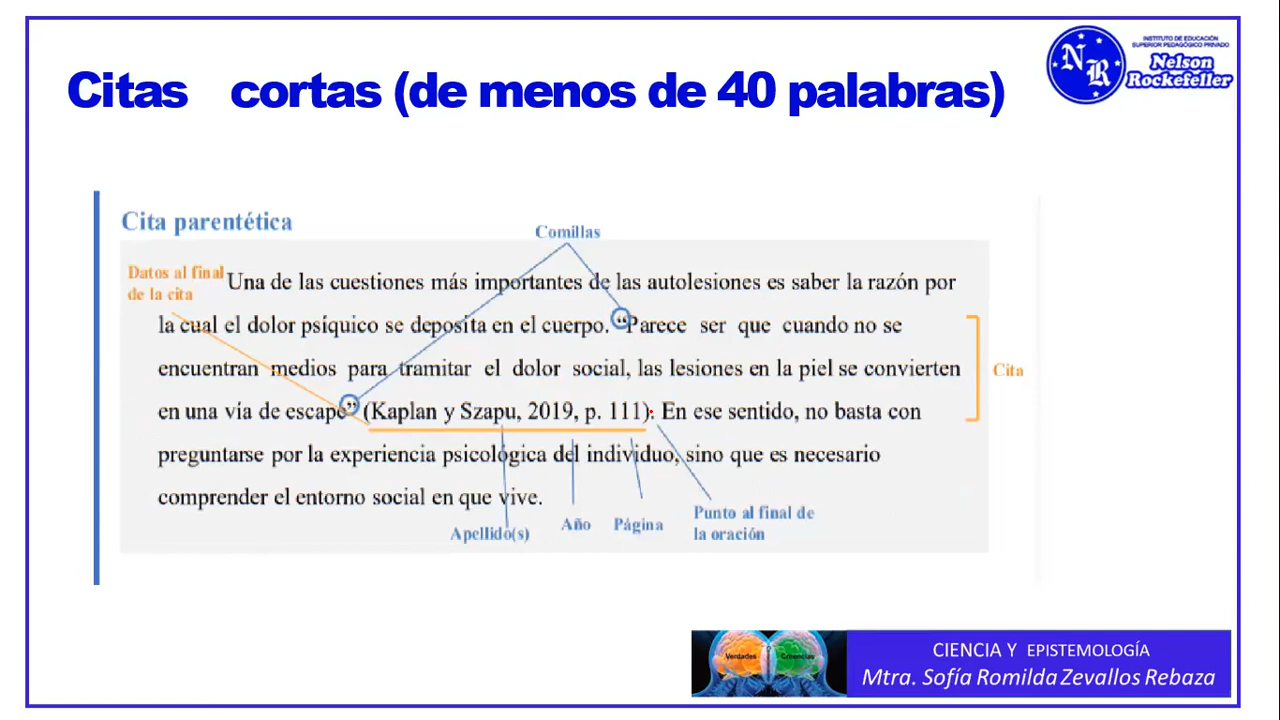 INSTITUTO DE EDUCACIÓN
SUPERIOR PEDAGÓGICO PRIVADO
Nelson
Rockefeller
NR
Citas cortas (de menos de 40 palabras)
Cita parentética
Comillas
Datos al final
de la cita
Una de las cuestiones más importantes de las autolesiones es saber la razón por
la cual el dolor psíquico se deposita en el cuerpo. “Parece ser que cuando no se
encuentran medios para tramitar el dolor social, las lesiones en la piel se convierten
en una vía de escape” (Kaplan y Szapu, 2019, p. 111). En ese sentido, no basta con
preguntarse por la experiencia psicológica del individuo, sino que es necesario
comprender el entorno social en que vive.
Cita
Apellido(s)
Año
Página
Punto al final de
la oración
Verdades
Creencias
CIENCIA Y EPISTEMOLOGÍA
Mtra. Sofía Romilda Zevallos Rebaza